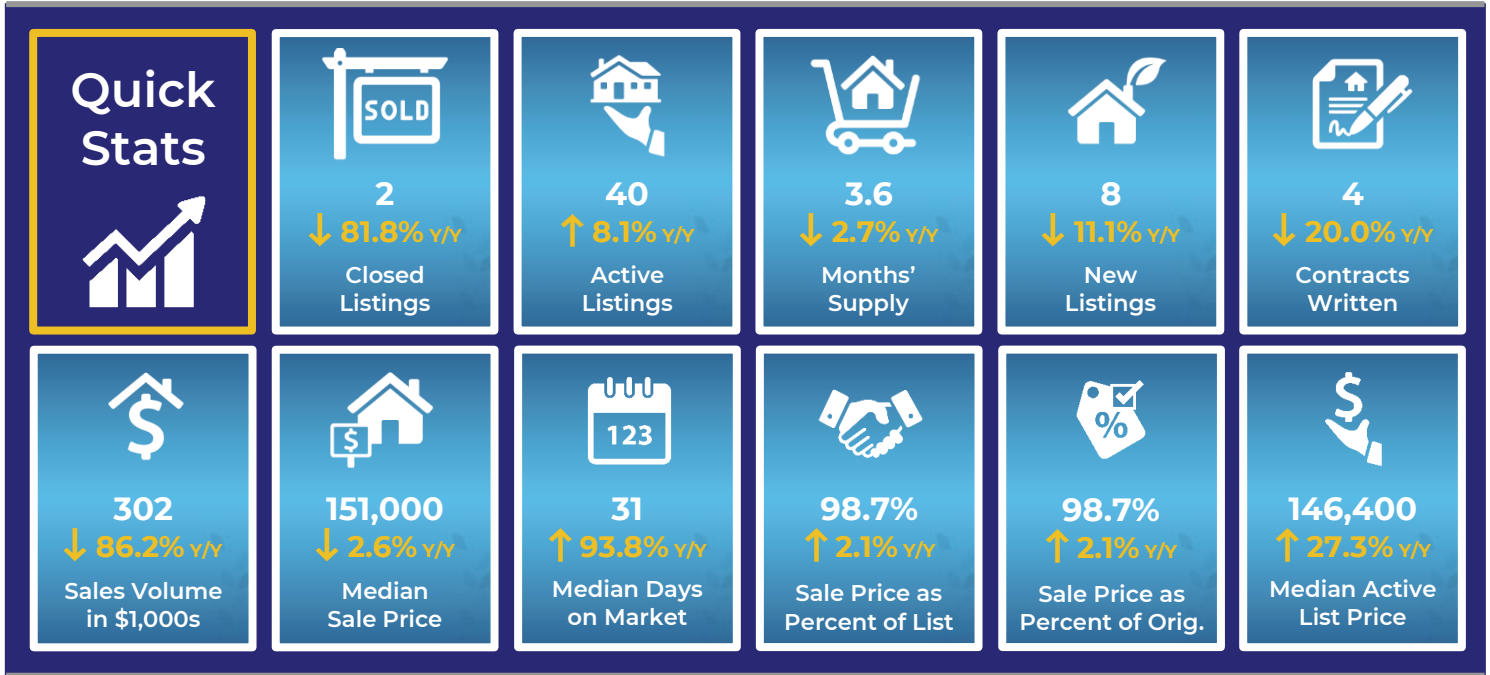 Quick
Stats
SOLD
2
↓ 81.8% Y/Y
Closed
Listings
40
↑ 8.1% Y/Y
Active
Listings
3.6
↓ 2.7% Y/Y
Months’
Supply
8
↓ 11.1% Y/Y
New
Listings
4
↓ 20.0% Y/Y
Contracts
Written
$
302
↓ 86.2% Y/Y
Sales Volume
in $1,000s
$
151,000
↓ 2.6% Y/Y
Median
Sale Price
123
31
↑ 93.8% Y/Y
Median Days
on Market
98.7%
↑ 2.1% Y/Y
Sale Price as
Percent of List
%
98.7%
↑ 2.1% Y/Y
Sale Price as
Percent of Orig.
$
146,400
↑ 27.3% Y/Y
Median Active
List Price